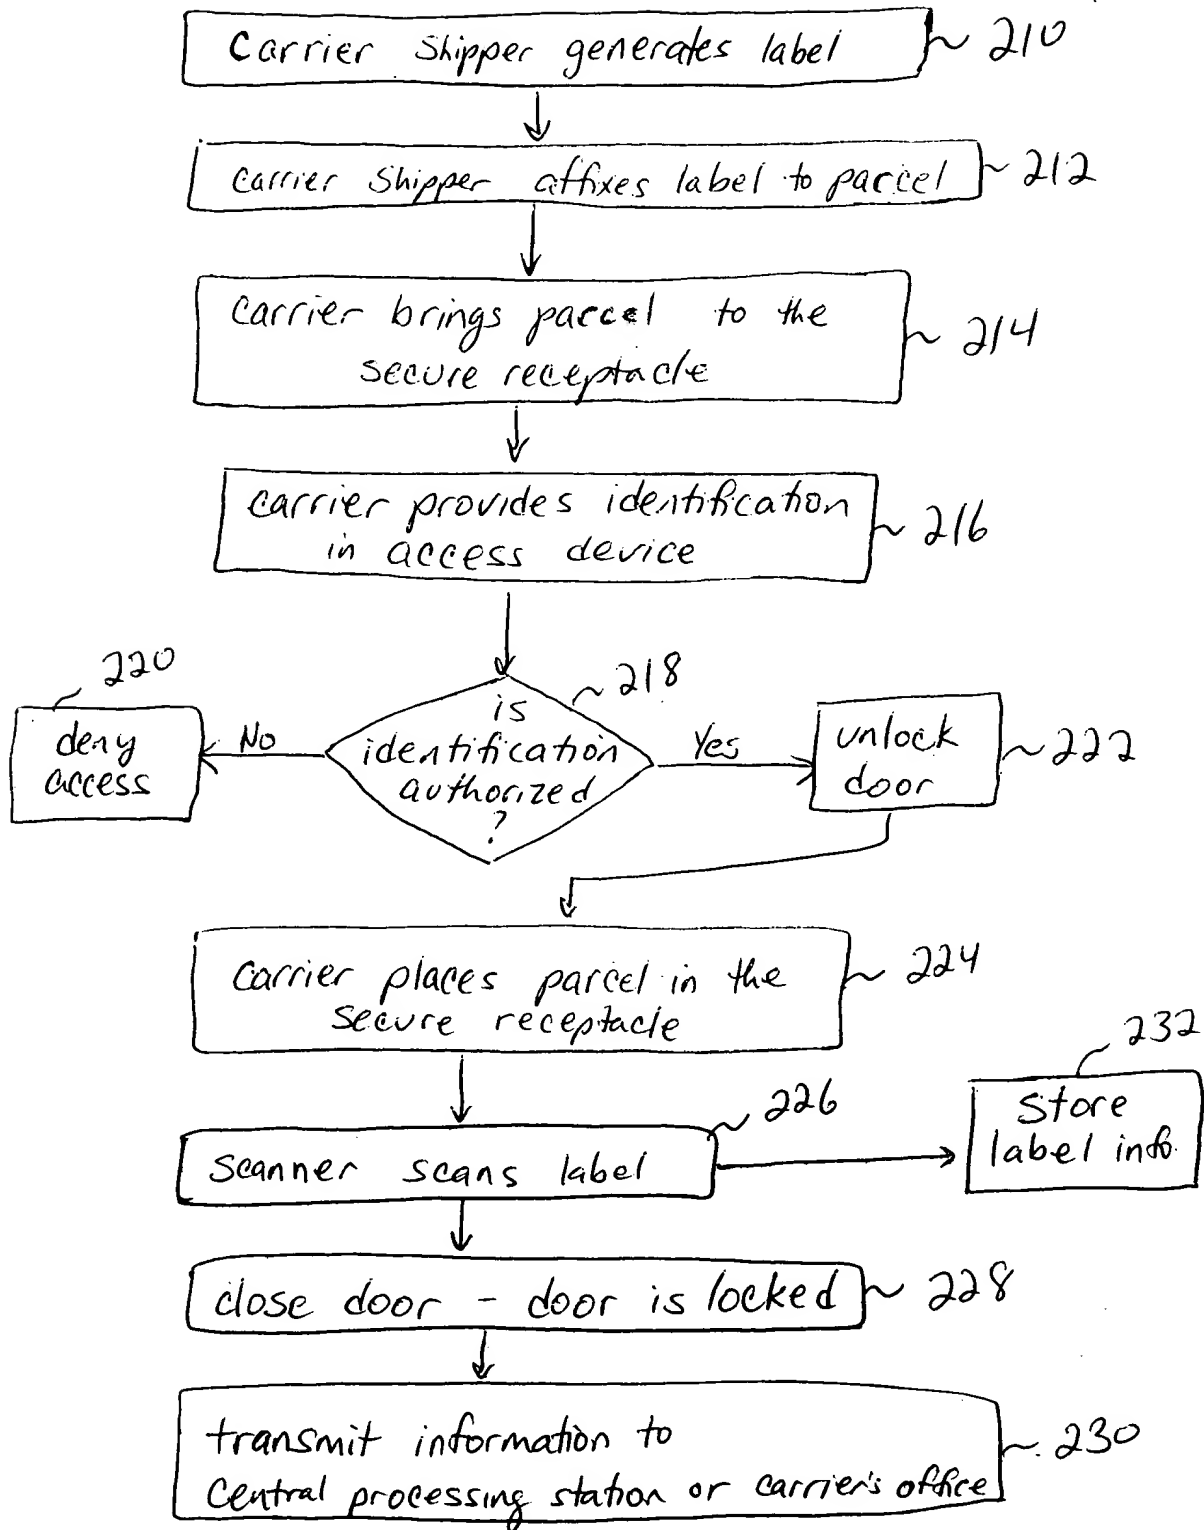 Carrier Shipper generates label
210
Carrier Shipper affixes label to parcel
212
Carrier brings parcel to the
secure receptacle
214
carrier provides identification
in access device
216
220
218
is
identification
authorized
?
No
Yes
deny
access
unlock
door
222
Carrier places parcel in the
secure receptacle
224
232
226
Scanner scans label
Store
label info.
close door - door is locked
228
transmit information to
Central processing station or carrier's office
230